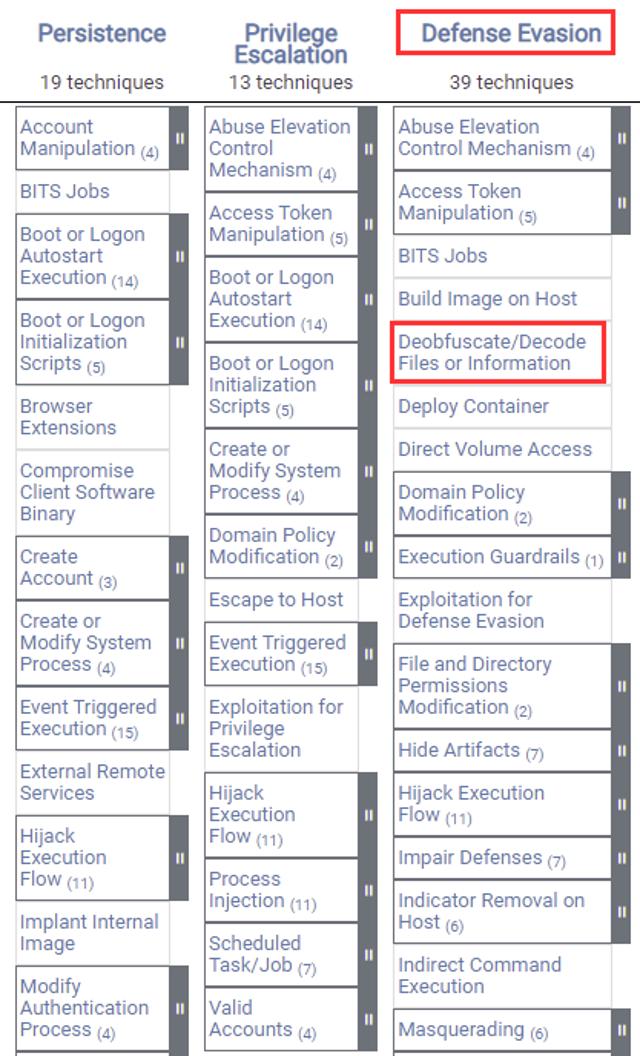 Persistence
19 techniques
Account
Manipulation (4)
BITS Jobs
Boot or Logon
Autostart
Execution (14)
Boot or Logon
Initialization
Scripts (5)
Browser
Extensions
Compromise
Client Software
Binary
Create
Account (3)
Create or
Modify System
Process (4)
Event Triggered
Execution (15)
External Remote
Services
Hijack
Execution
Flow (11)
Implant Internal
Image
Modify
Authentication
Process (4)
Privilege
Escalation
13 techniques
Abuse Elevation
Control
Mechanism (4)
Access Token
Manipulation (5)
Boot or Logon
Autostart
Execution (14)
Boot or Logon
Initialization
Scripts (5)
Create or
Modify System
Process (4)
Domain Policy
Modification (2)
Escape to Host
Event Triggered
Execution (15)
Exploitation for
Privilege
Escalation
Hijack
Execution
Flow (11)
Process
Injection (11)
Scheduled
Task/Job (7)
Valid
Accounts (4)
Defense Evasion
39 techniques
Abuse Elevation
Control Mechanism (4)
Access Token
Manipulation (5)
BITS Jobs
Build Image on Host
Deobfuscate/Decode
Files or Information
Deploy Container
Direct Volume Access
Domain Policy
Modification (2)
Execution Guardrails (1)
Exploitation for
Defense Evasion
File and Directory
Permissions
Modification (2)
Hide Artifacts (7)
Hijack Execution
Flow (11)
Impair Defenses (7)
Indicator Removal on
Host (6)
Indirect Command
Execution
Masquerading (6)